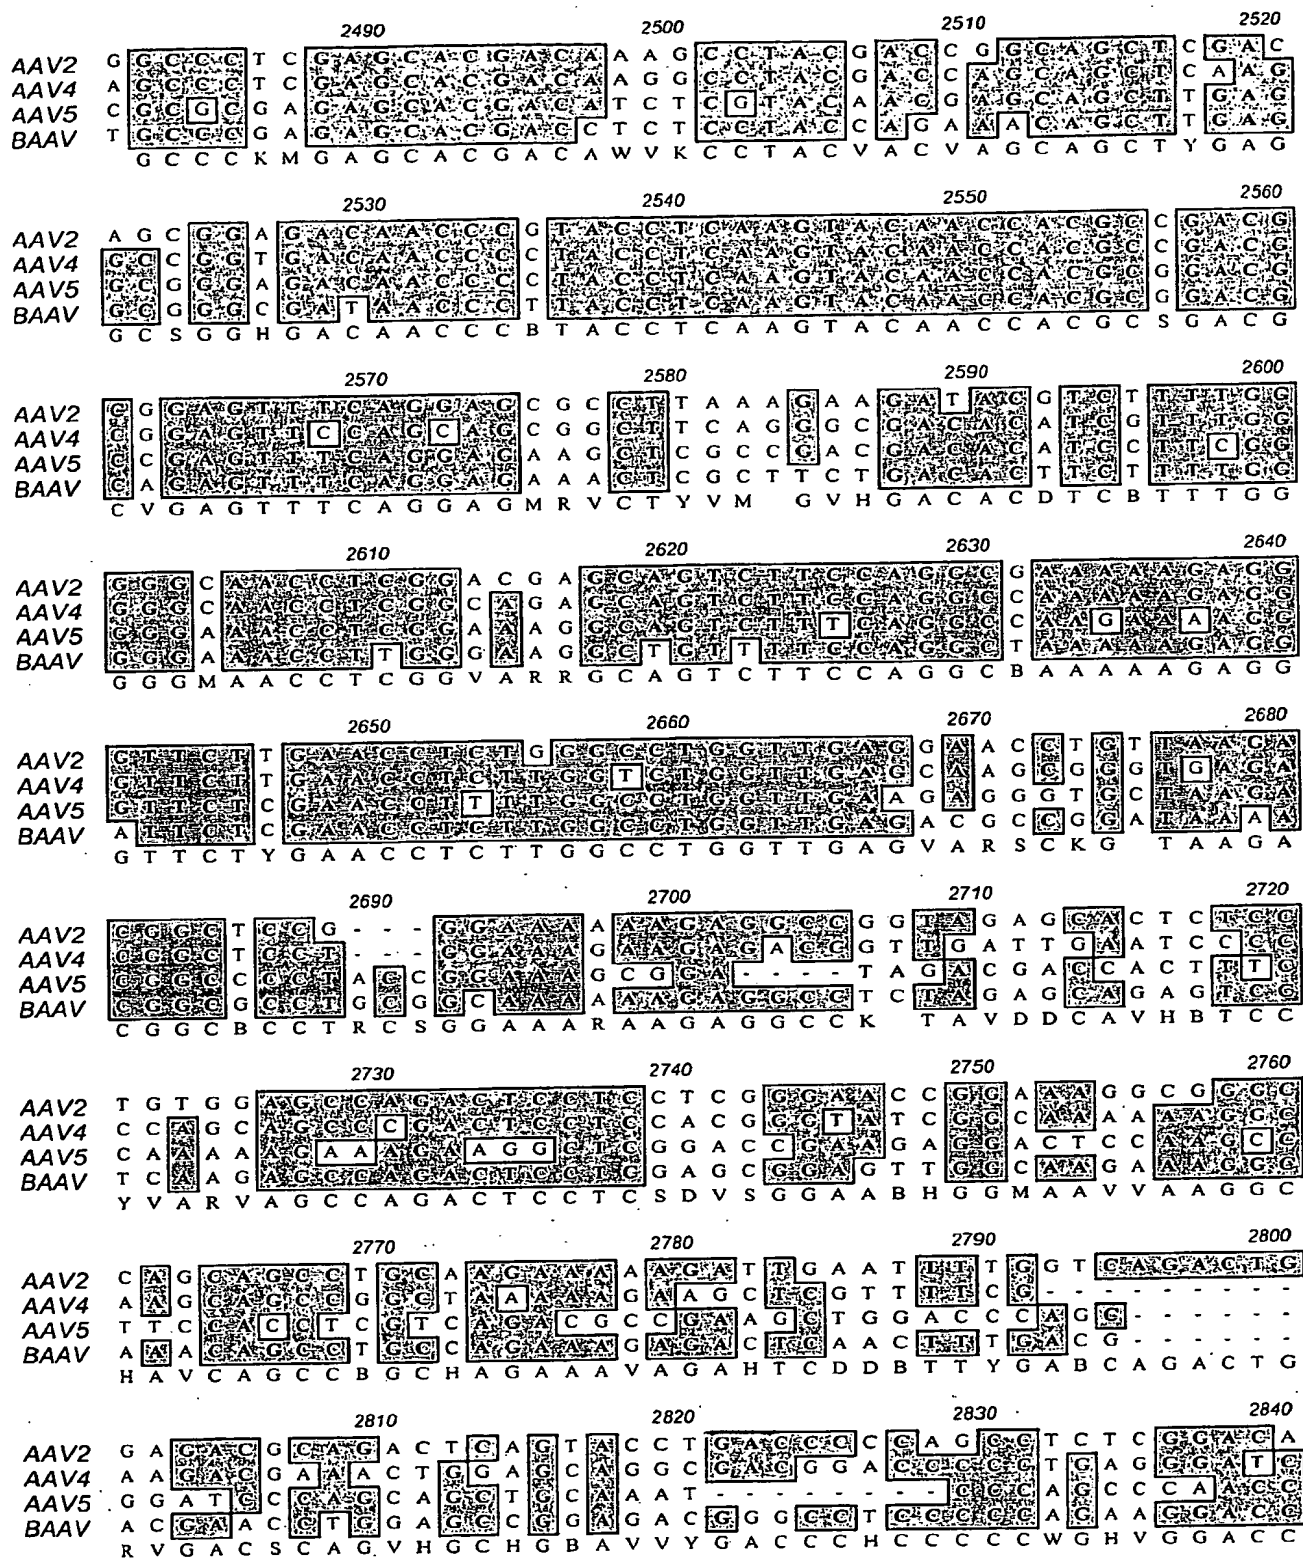 2490 2500 2510 2520
AAV2 G G C C C T C G A G C A C G A C A A A G C C T A C G A C C G G C A G C T C G A C
AAV4 A G C C C T C G A G C A C G A C A A G G C C T A C G A C C A G C A G C T C A A G
AAV5 C G C G C G A G A G C A C G A C A T C T C G T A C A A C G A G C A G C T T G A G
BAAV T G C C C G A G A G C A C G A C C T C T C C T A C C A G A A A C A G C T T G A G
G C C C K M G A G C A C G A C A W V K C C T A C V A C V A G C A G C T Y G A G
2530 2540 2550 2560
AAV2 A G C G G A G A C A A C C C G T A C C T C A A G T A C A A C C A C G C C G A C G
AAV4 G C C G G T G A C A A C C C C T A C C T C A A G T A C A A C C A C G C C G A C G
AAV5 G C G G G A G A C A A C C C C T A C C T C A A G T A C A A C C A C G C G G A C G
BAAV G C G G G C G A T A A C C C T T A C C T C A A G T A C A A C C A C G C G G A C G
G C S G G H G A C A A C C C B T A C C T C A A G T A C A A C C A C G C S G A C G
2570 2580 2590 2600
AAV2 C G G A G T T T C A G G A G C G C C T T A A A G A A G A T A C G T C T T T T G G
AAV4 C G G A G T T C C A G C A G C G G C T T C A G G G C G A C A C A T C G T T T G G
AAV5 C C G A G T T T C A G G A G A A G C T C G C C G A C G A C A C A T C C T T C G G
BAAV C A G A G T T T C A G G A G A A A C T C G C T T C T G A C A C T T C T T T T G G
C V G A G T T T C A G G A G M R V C T Y V M G V H G A C A C D T C B T T T G G
2610 2620 2630 2640
AAV2 G G G C A A C C T C G G A C G A G C A G T C T T C C A G G C G A A A A A G A G G
AAV4 G G G C A A C C T C G G C A G A G C A G T C T T C C A G G C C A A A A A G A G G
AAV5 G G G A A A C C T C G G A A A G G C A G T C T T T C A G G C C A A G A A A A G G
BAAV G G G A A A C C T T G G G A A G G C T G T T T T C C A G G C T A A A A A G A G G
G G G M A A C C T C G G V A R R G C A G T C T T C C A G G C B A A A A A G A G G
2650 2660 2670 2680
AAV2 G T T C T T G A A C C T C T G G G C C T G G T T G A G G A A C C T G T T A A G A
AAV4 G T T C T T G A A C C T C T T G G T C T G G T T G A G C A A G C G G G T G A G A
AAV5 G T T C T C G A A C C T T T T G G C C T G G T T G A A G A G G G T G C T A A G A
BAAV A T T C T C G A A C C T C T T G G C C T G G T T G A G A C G C C G G A T A A A A
G T T C T Y G A A C C T C T T G G C C T G G T T G A G V A R S C K G T A A G A
2690 2700 2710 2720
AAV2 C G G C T C C G - - - G G A A A A A A G A G G C C G G T A G A G C A C T C T C C
AAV4 C G G C T C C T - - - G G A A A G A A G A G A C C G T T G A T T G A A T C C C C
AAV5 C G G C C C C T A G C G G A A A G C G G A - - - - T A G A C G A C C A C T T T C
BAAV C G G C G C C T G C G G C A A A A A A G A G G C C T C T A G A G C A G A G T C C
C G G C B C C T R C S G G A A A R A A G A G G C C K T A V D D C A V H B T C C
2730 2740 2750 2760
AAV2 T G T G G A G C C A G A C T C C T C C T C G G G A A C C G G A A A G G C G G G C
AAV4 C C A G C A G C C C G A C T C C T C C A C G G G T A T C G G C A A A A A A G G C
AAV5 C A A A A A G A A A G A A G G C T C G G A C C G A A G A G G A C T C C A A G C C
BAAV T C A A G A G C C A G A C T C C T C G A G C G G A G T T G G C A A G A A A G G C
Y V A R V A G C C A G A C T C C T C S D V S G G A A B H G G M A A V V A A G G C
2770 2780 2790 2800
AAV2 C A G C A G C C T G C A A G A A A A A G A T T G A A T T T T G G T C A G A C T G
AAV4 A A G C A G C C G G C T A A A A A G A A G C T C G T T T T C G - - - - - - - - -
AAV5 T T C C A C C T C G T C A G A C G C C G A A G C T G G A C C C A G C - - - - - -
BAAV A A A C A G C C T G C C A G A A A G A G A C T C A A C T T T G A C G - - - - - -
H A V C A G C C B G C H A G A A A V A G A H T C D D B T T Y G A B C A G A C T G
2810 2820 2830 2840
AAV2 G A G A C G C A G A C T C A G T A C C T G A C C C C C A G C C T C T C G G A C A
AAV4 A A G A C G A A A C T G G A G C A G G C G A C G G A C C C C C T G A G G G A T C
AAV5 G G A T C C C A G C A G C T G C A A A T - - - - - - - - C C C A G C C C A A C C
BAAV A C G A A C C T G G A G C C G G A G A C G G G C C T C C C C C A G A A G G A C C
R V G A C S C A G V H G C H G B A V V Y G A C C C H C C C C C W G H V G G A C C